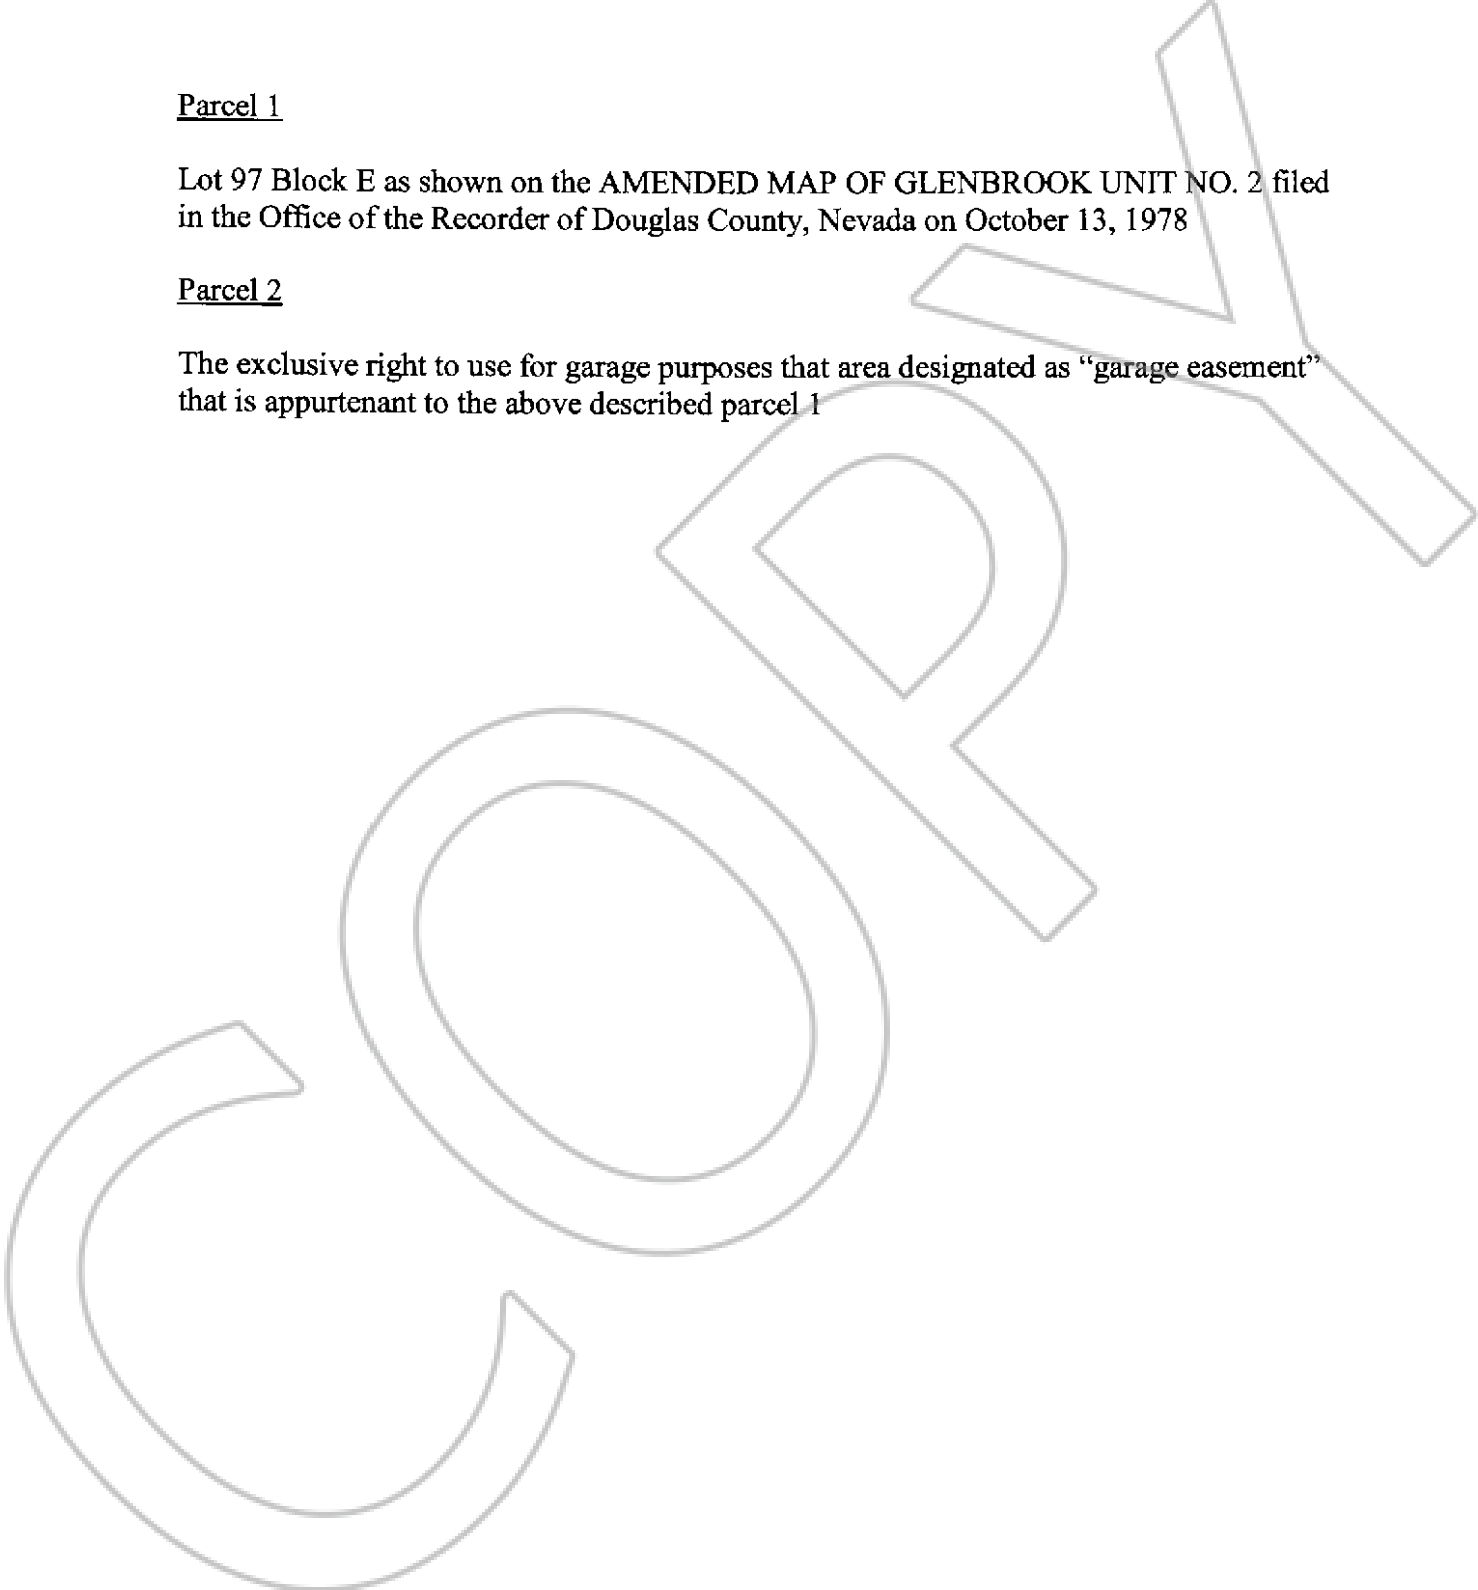 Parcel 1
Lot 97 Block E as shown on the AMENDED MAP OF GLENBROOK UNIT NO. 2 filed
in the Office of the Recorder of Douglas County, Nevada on October 13, 1978
Parcel 2
The exclusive right to use for garage purposes that area designated as “garage easement”
that is appurtenant to the above described parcel 1
COPY